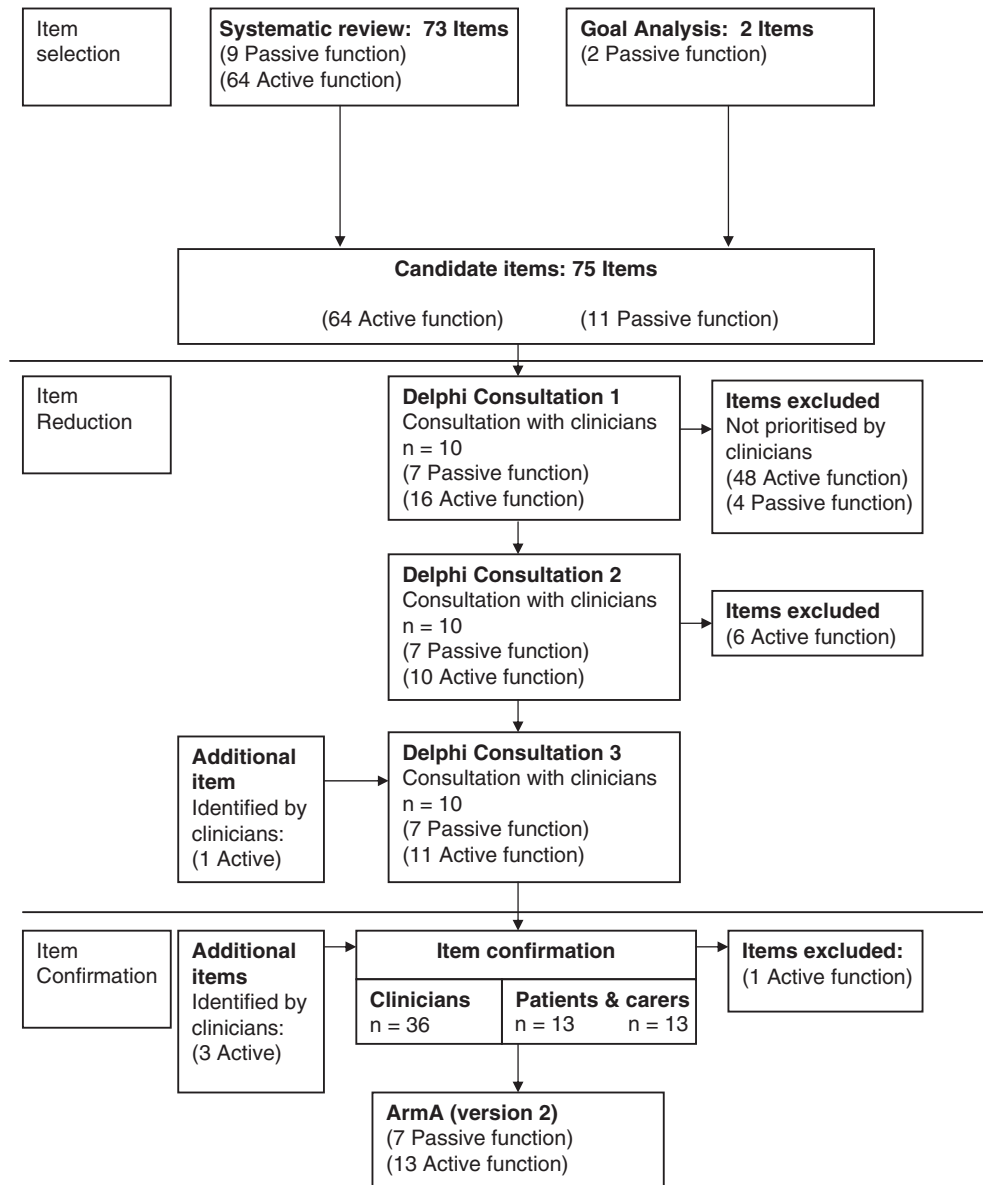 Item
selection
Systematic review: 73 Items
(9 Passive function)
(64 Active function)
Goal Analysis: 2 Items
(2 Passive function)
Candidate items: 75 Items
(64 Active function) (11 Passive function)
Item
Reduction
Delphi Consultation 1
Consultation with clinicians
n = 10
(7 Passive function)
(16 Active function)
Items excluded
Not prioritised by
clinicians
(48 Active function)
(4 Passive function)
Delphi Consultation 2
Consultation with clinicians
n = 10
(7 Passive function)
(10 Active function)
Items excluded
(6 Active function)
Additional
item
Identified by
clinicians:
(1 Active)
Delphi Consultation 3
Consultation with clinicians
n = 10
(7 Passive function)
(11 Active function)
Item
Confirmation
Additional
items
Identified by
clinicians:
(3 Active)
Item confirmation
Clinicians
n = 36
Patients & carers
n = 13 n = 13
Items excluded:
(1 Active function)
ArmA (version 2)
(7 Passive function)
(13 Active function)